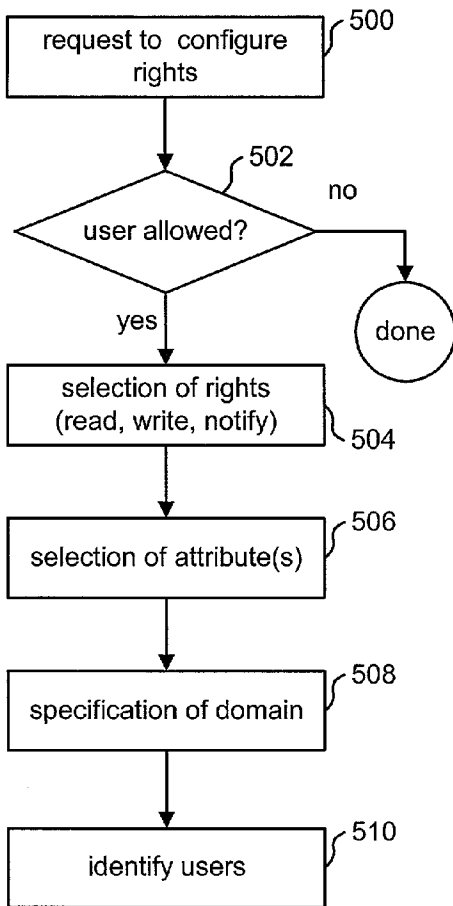 request to configure
rights
500
502
user allowed?
no
yes
done
selection of rights
(read, write, notify)
504
506
selection of attribute(s)
508
specification of domain
510
identify users